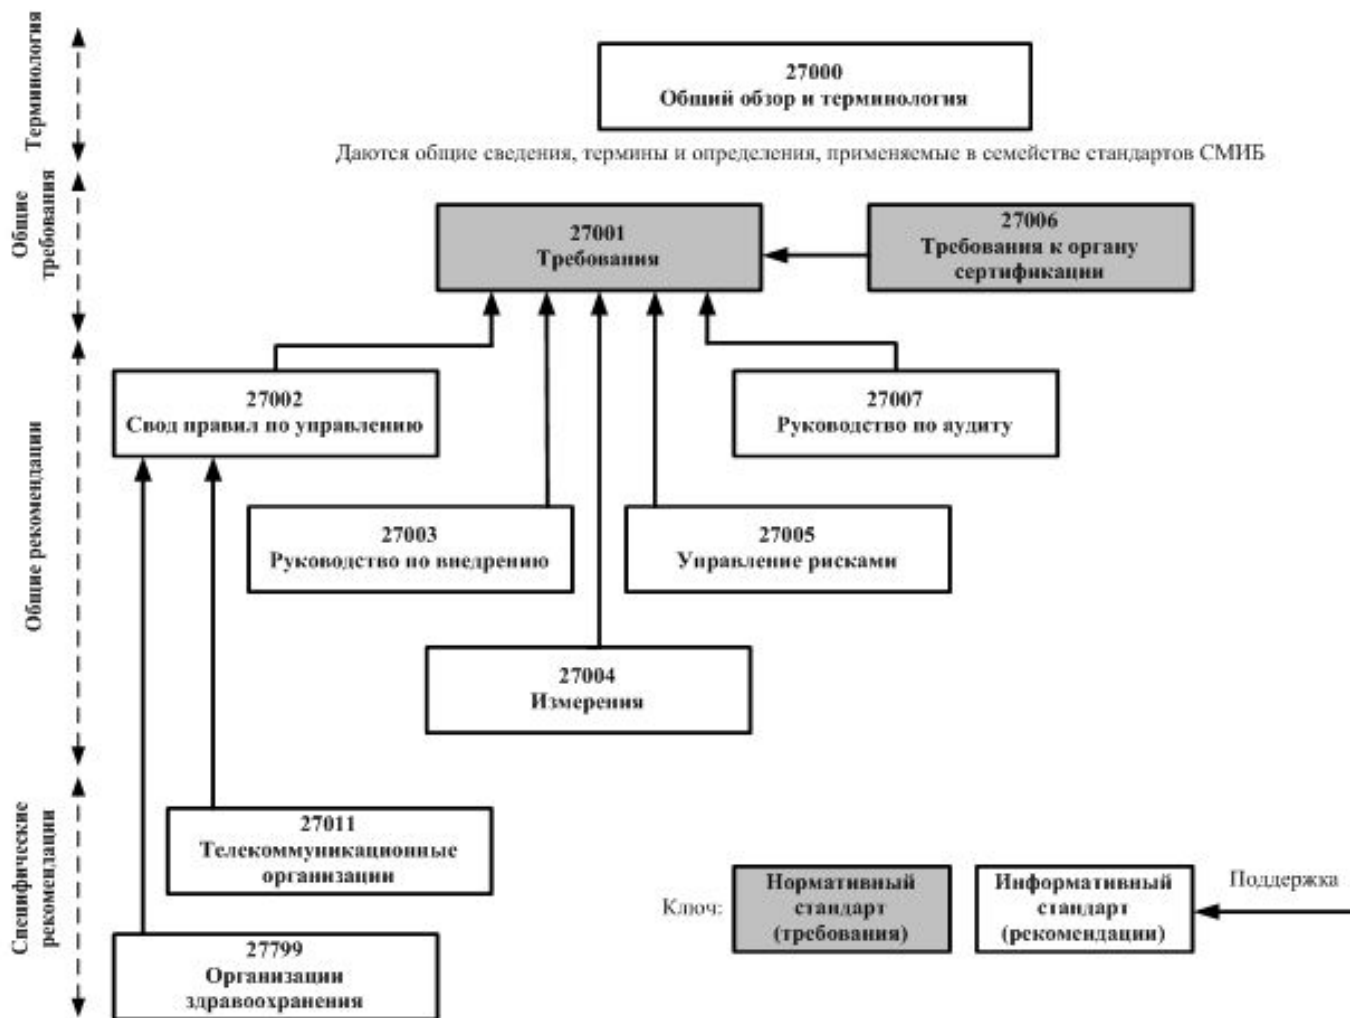 Терминология
27000
Общий обзор и терминология
Даются общие сведения, термины и определения, применяемые в семействе стандартов СМИБ
Общие
требования
27001
Требования
27006
Требования к органу
сертификации
Общие рекомендации
27002
Свод правил по управлению
27007
Руководство по аудиту
27003
Руководство по внедрению
27005
Управление рисками
27004
Измерения
Специфические
рекомендации
27011
Телекоммуникационные
организации
27799
Организации
здравоохранения
Ключ:
Нормативный
стандарт
(требования)
Информативный
стандарт
(рекомендации)
Поддержка